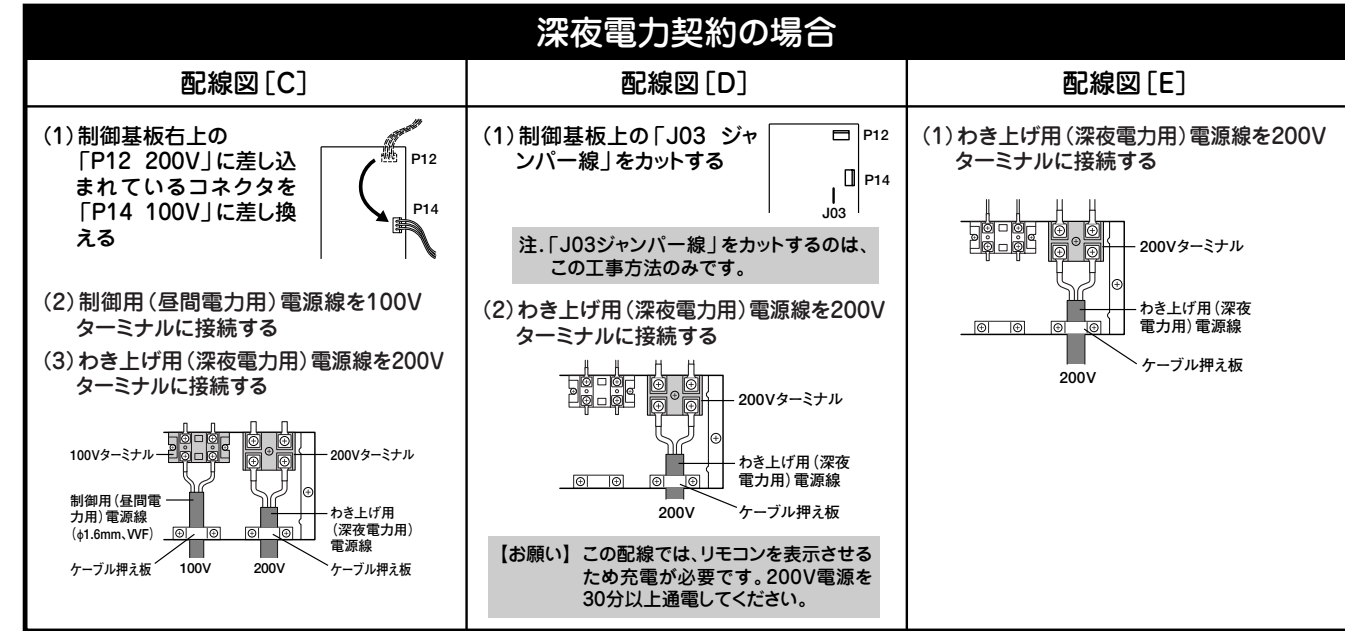 深夜電力契約の場合
配線図［C］
(1)制御基板右上の
「P12 200V」に差し込
まれているコネクタを
「P14 100V」に差し換
える
P12
P14
(2)制御用(昼間電力用)電源線を100V
ターミナルに接続する
(3)わき上げ用(深夜電力用)電源線を200V
ターミナルに接続する
100Vターミナル
200Vターミナル
制御用(昼間電
力用)電源線
(φ1.6mm、VVF)
わき上げ用
(深夜電力用)
電源線
ケーブル押え板
100V
200V
ケーブル押え板
配線図［D］
(1)制御基板上の「J03 ジャ
ンパー線」をカットする
P12
P14
J03
注.「J03ジャンパー線」をカットするのは、
この工事方法のみです。
(2)わき上げ用(深夜電力用)電源線を200V
ターミナルに接続する
200Vターミナル
わき上げ用(深夜
電力用)電源線
200V
ケーブル押え板
【お願い】この配線では、リモコンを表示させる
ため充電が必要です。200V電源を
30分以上通電してください。
配線図［E］
(1)わき上げ用(深夜電力用)電源線を200V
ターミナルに接続する
200Vターミナル
わき上げ用(深夜
電力用)電源線
ケーブル押え板
200V